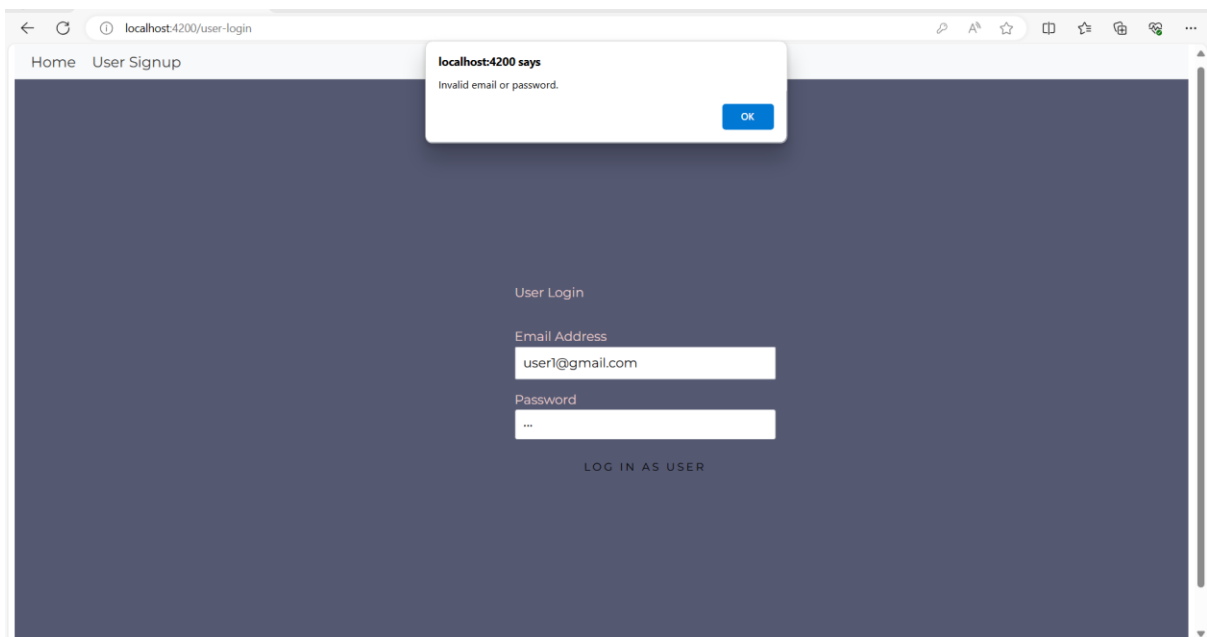 localhost:4200/user-login
Home User Signup
localhost:4200 says
Invalid email or password.
OK
User Login
Email Address
user1@gmail.com
Password
...
LOG IN AS USER